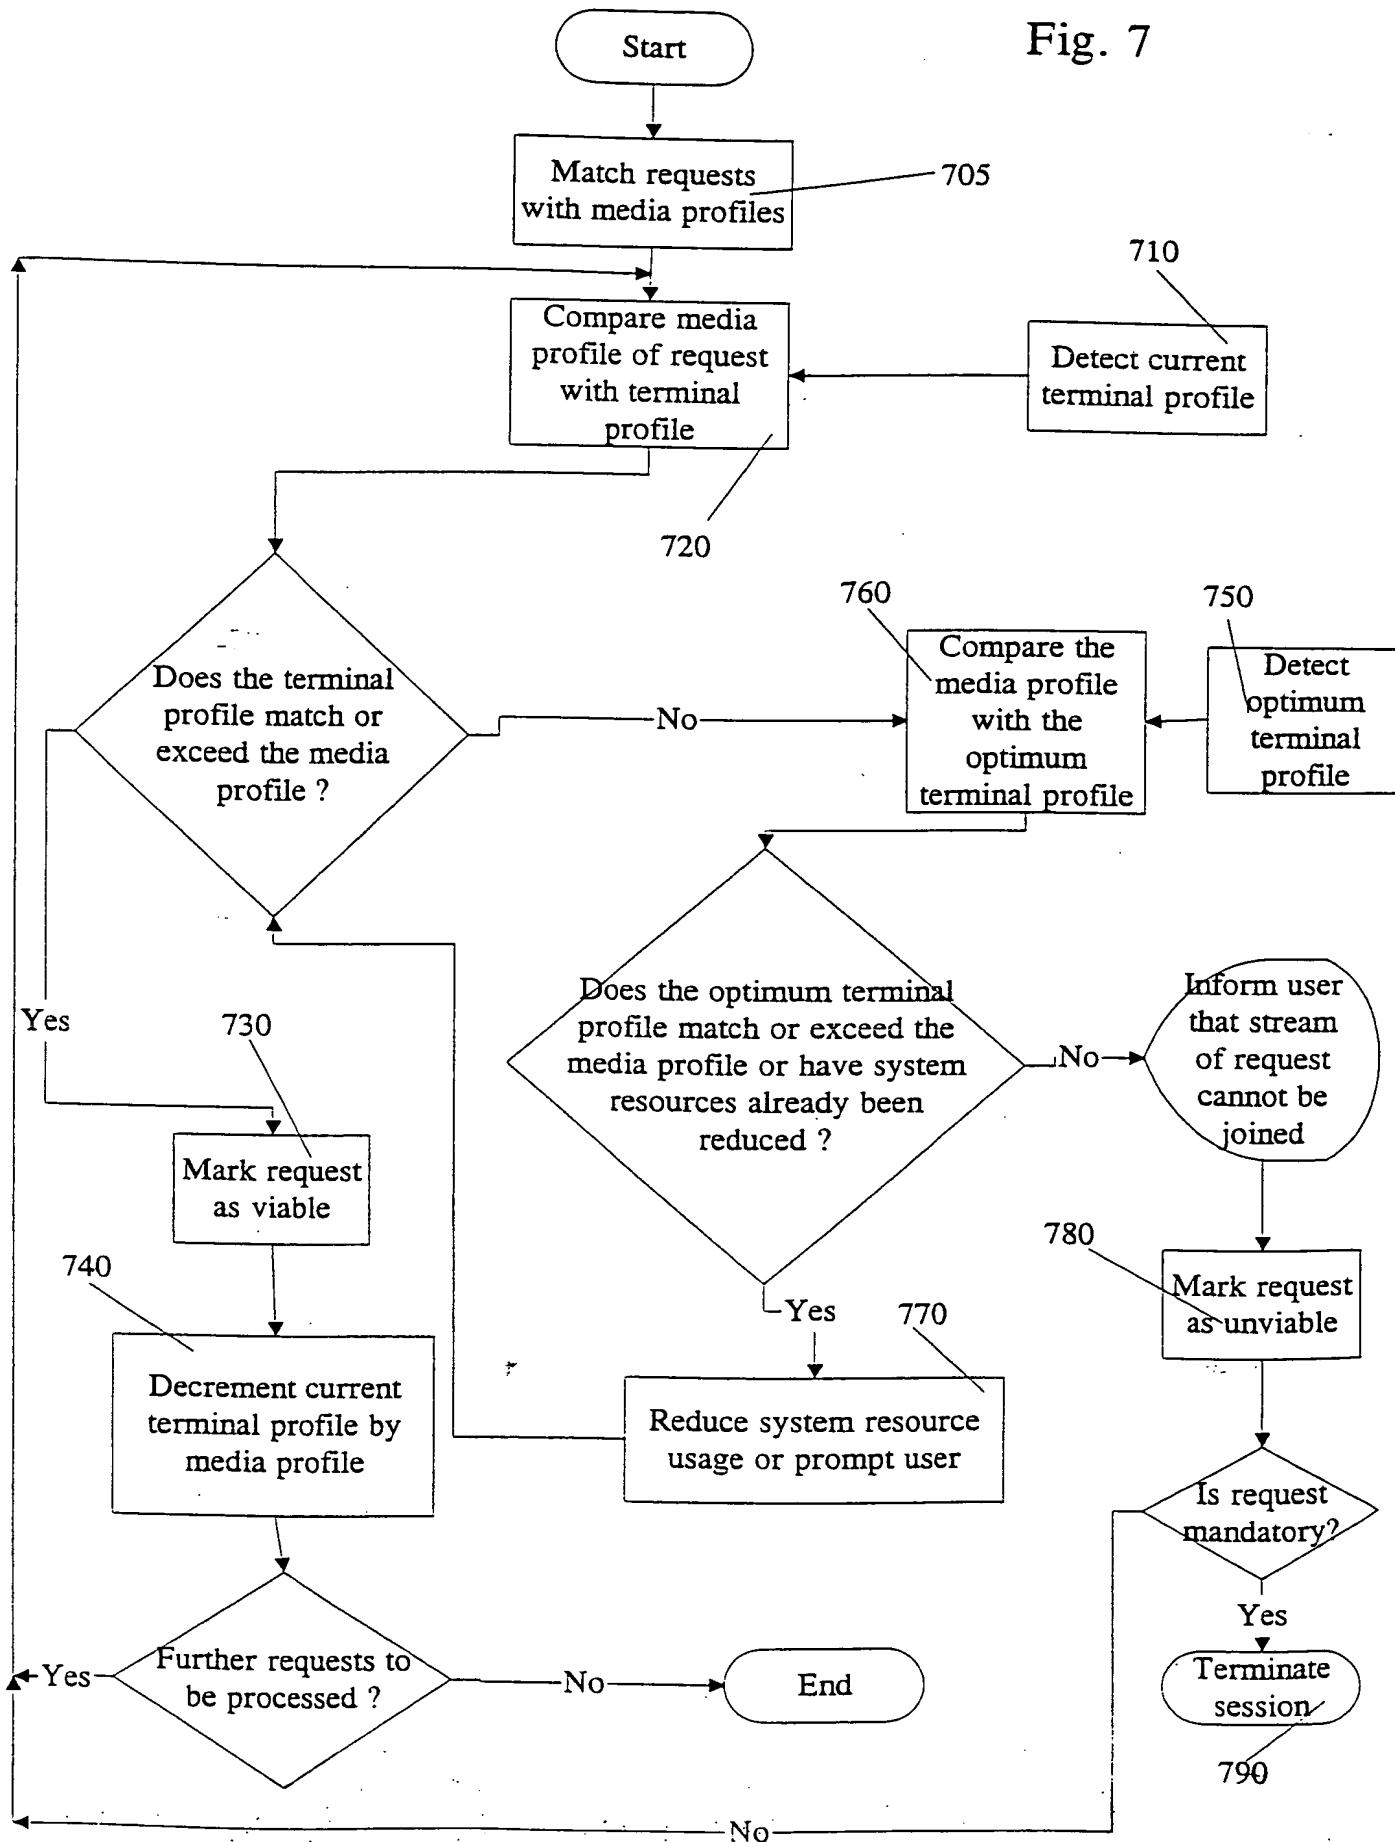 Start
Fig. 7
Match requests
with media profiles
705
710
Compare media
profile of request
with terminal
profile
Detect current
terminal profile
720
760
750
Does the terminal
profile match or
exceed the media
profile ?
No
Compare the
media profile
with the
optimum
terminal profile
Detect
optimum
terminal
profile
Does the optimum terminal
profile match or exceed the
media profile or have system
resources already been
reduced ?
No
Inform user
that stream
of request
cannot be
joined
Yes
730
Mark request
as viable
740
Yes
770
780
Mark request
as unviable
Decrement current
terminal profile by
media profile
Reduce system resource
usage or prompt user
Is request
mandatory?
Yes
Yes
Further requests to
be processed ?
No
End
Terminate
session
790
No